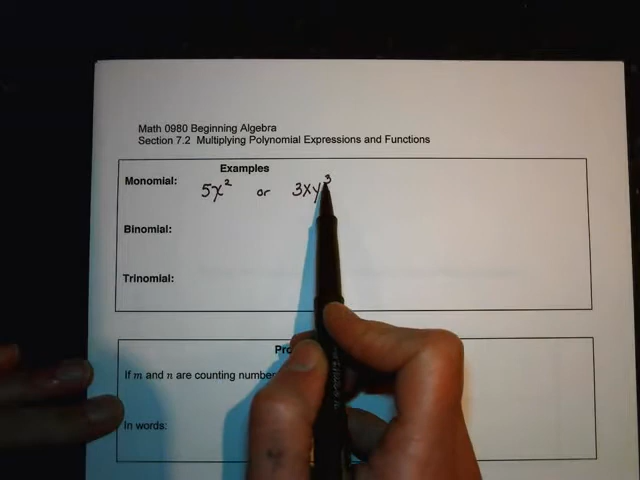 Math 0980 Beginning Algebra
Section 7.2 Multiplying Polynomial Expressions and Functions
Examples
Monomial: 5x² or 3xy³
Binomial:
Trinomial:
If m and n are counting
In words: